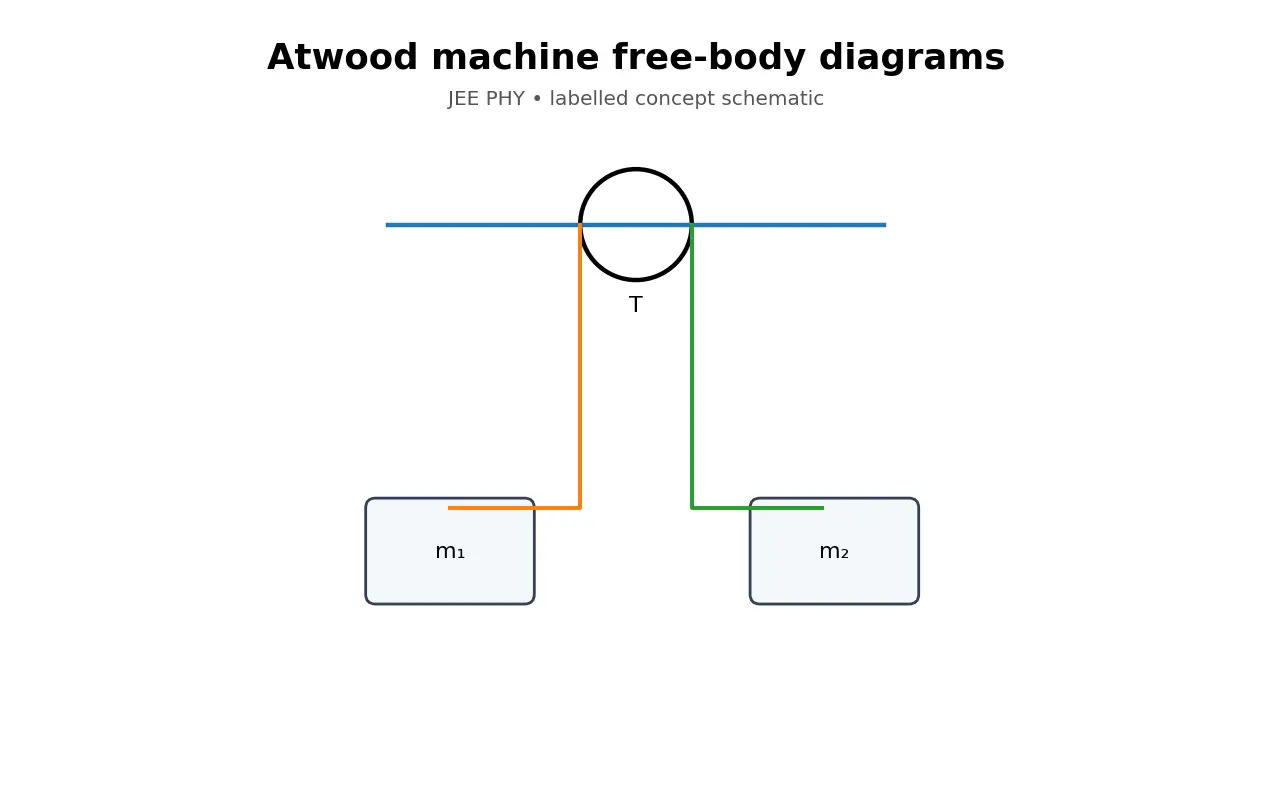 Atwood machine free-body diagrams
JEE PHY • labelled concept schematic
T
m₁
m₂